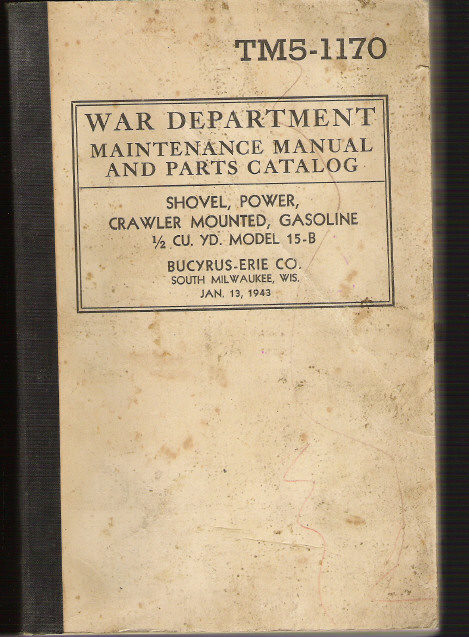 TM5-1170
WAR DEPARTMENT
MAINTENANCE MANUAL
AND PARTS CATALOG
SHOVEL, POWER,
CRAWLER MOUNTED, GASOLINE
½ CU. YD. MODEL 15-B
BUCYRUS-ERIE CO.
SOUTH MILWAUKEE, WIS.
JAN. 13, 1943